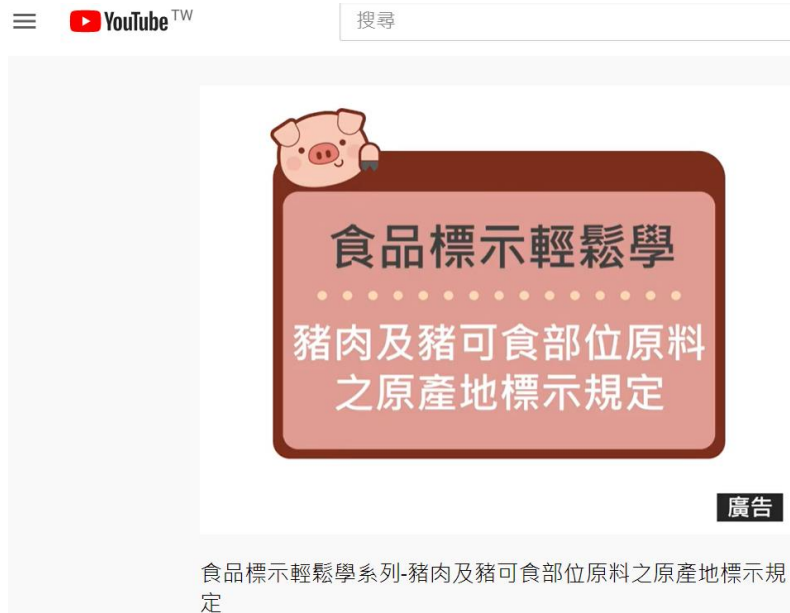 YouTube TW
搜尋
食品標示輕鬆學
豬肉及豬可食部位原料
之原產地標示規定
廣告
食品標示輕鬆學系列-豬肉及豬可食部位原料之原產地標示規
定